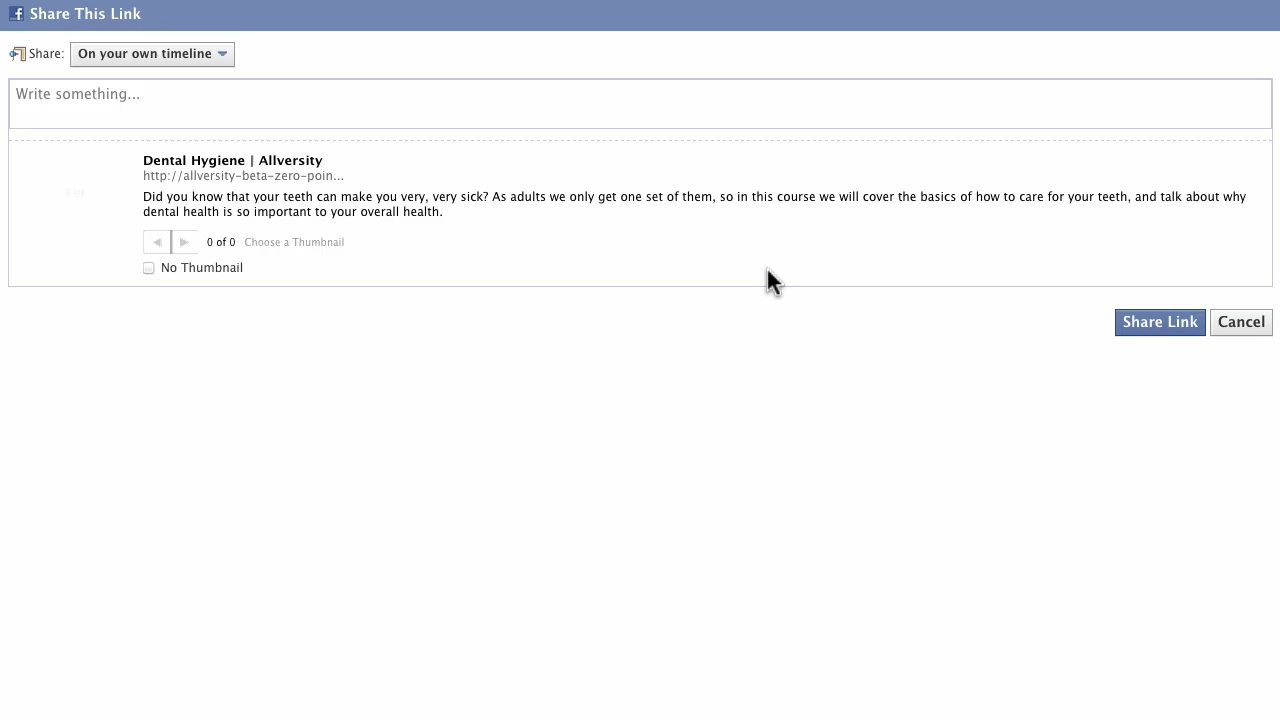 Share This Link
Share: On your own timeline
Write something...
Dental Hygiene | Allversity
http://allversity-beta-zero-poin...
Did you know that your teeth can make you very, very sick? As adults we only get one set of them, so in this course we will cover the basics of how to care for your teeth, and talk about why
dental health is so important to your overall health.
0 of 0 Choose a Thumbnail
No Thumbnail
Share Link Cancel